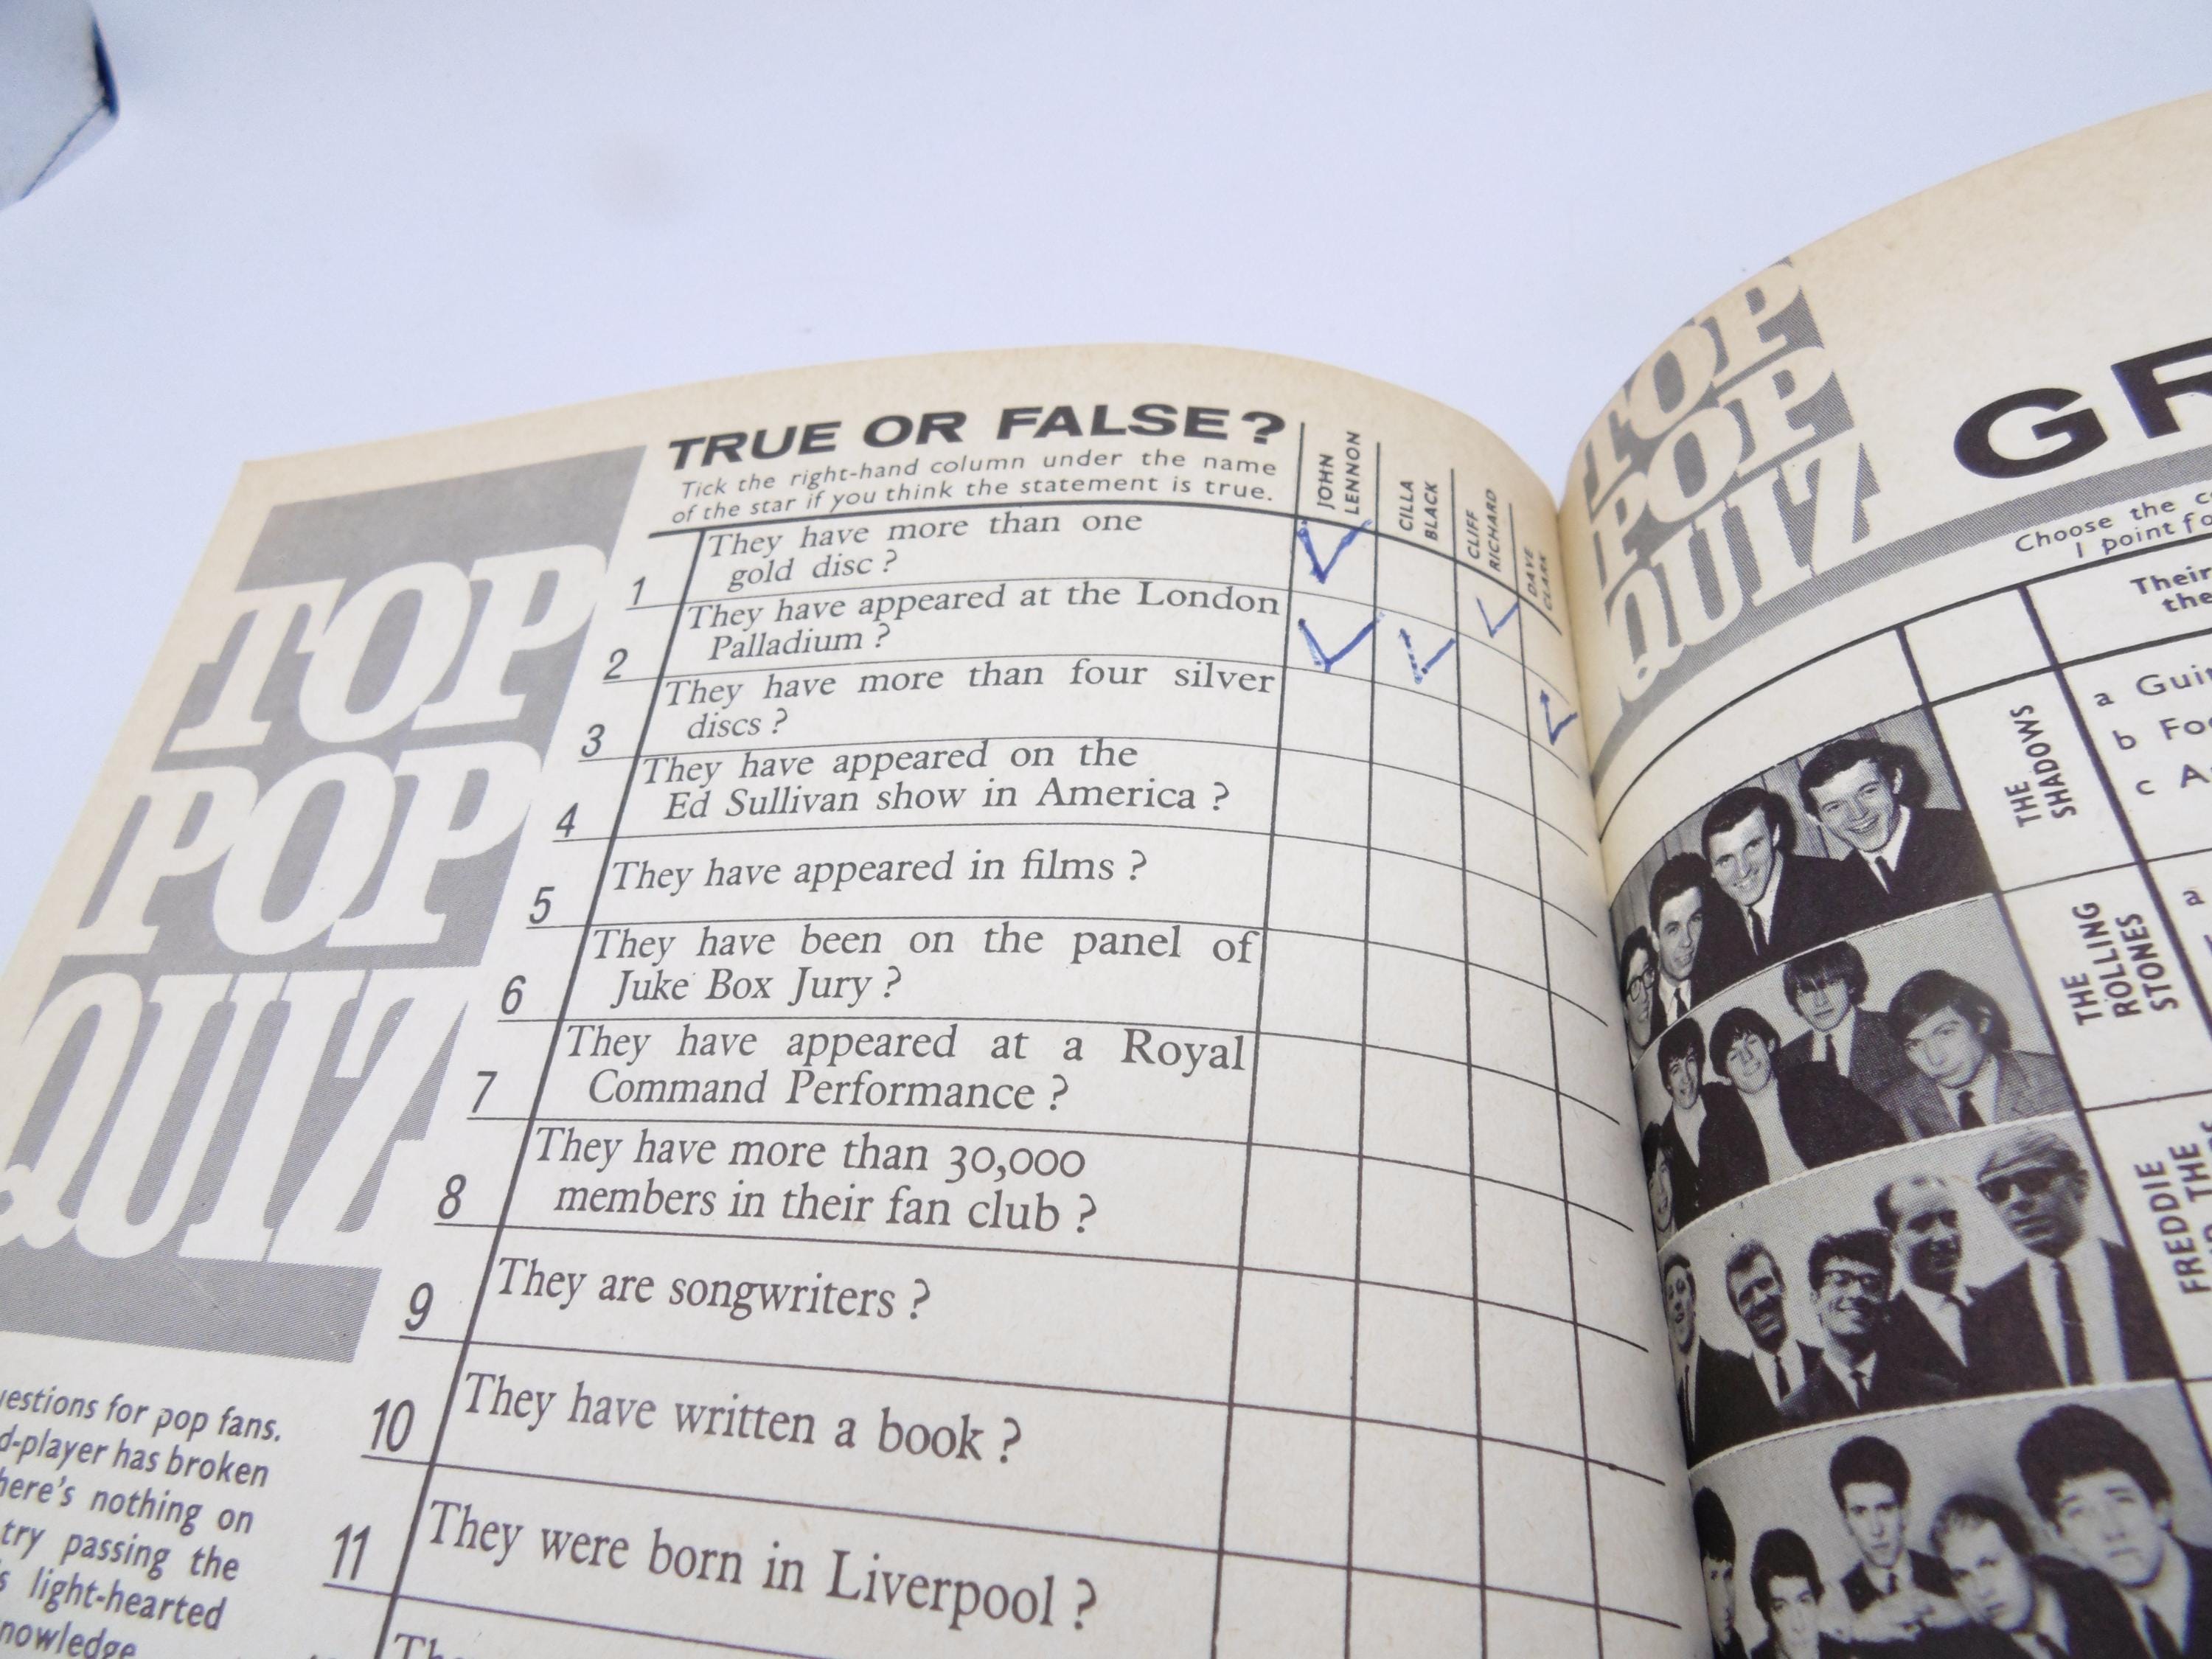 TOP
POP
QUIZ
questions for pop fans.
has broken
nothing on
try passing the
light-hearted
TRUE OR FALSE?
Tick the right-hand column under the name
of the star if you think the statement is true.
JOHN
LENNON
CILLA
BLACK
CLIFF
RICHARD
DAVE
CLARK
1 They have more than one
gold disc ?
2 They have appeared at the London
Palladium ?
3 They have more than four silver
discs ?
4 They have appeared on the
Ed Sullivan show in America ?
5 They have appeared in films ?
6 They have been on the panel of
Juke Box Jury ?
7 They have appeared at a Royal
Command Performance ?
8 They have more than 30,000
members in their fan club ?
9 They are songwriters ?
10 They have written a book ?
11 They were born in Liverpool ?
TOP
POP
QUIZ
Choose the
1 point
Their
the
THE
SHADOWS
a
b
c
THE
ROLLING
STONES
a
FREDDIE
THE